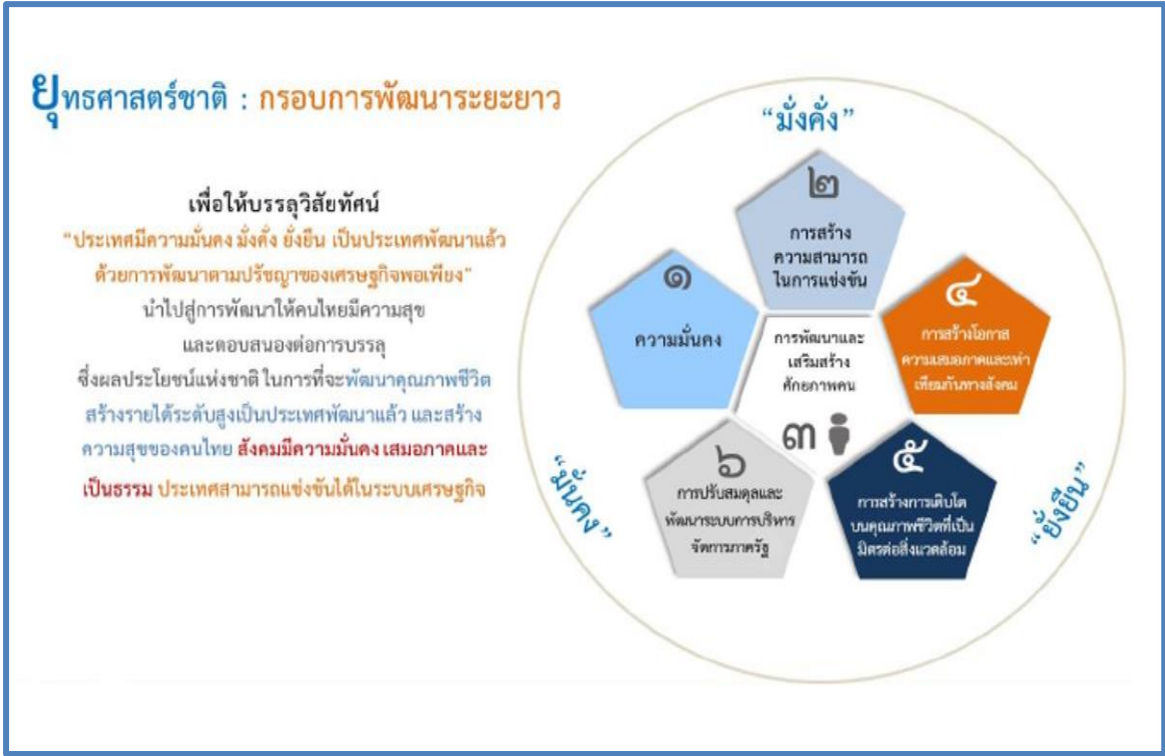 ยุทธศาสตร์ชาติ : กรอบการพัฒนาระยะยาว
เพื่อให้บรรลุวิสัยทัศน์
“ประเทศมีความมั่นคง มั่งคั่ง ยั่งยืน เป็นประเทศพัฒนาแล้ว
ด้วยการพัฒนาตามปรัชญาของเศรษฐกิจพอเพียง”
นำไปสู่การพัฒนาให้คนไทยมีความสุข
และตอบสนองต่อการบรรลุ
ซึ่งผลประโยชน์แห่งชาติ ในการที่จะพัฒนาคุณภาพชีวิต
สร้างรายได้ระดับสูงเป็นประเทศพัฒนาแล้ว และสร้าง
ความสุขของคนไทย สังคมมีความมั่นคง เสมอภาคและ
เป็นธรรม ประเทศสามารถแข่งขันได้ในระบบเศรษฐกิจ
“มั่งคั่ง”
๒
การสร้าง
ความสามารถ
ในการแข่งขัน
๑
ความมั่นคง
๔
การสร้างโอกาส
ความเสมอภาคและเท่า
เทียมกันทางสังคม
การพัฒนาและ
เสริมสร้าง
ศักยภาพคน
๓
๖
การปรับสมดุลและ
พัฒนาระบบการบริหาร
จัดการภาครัฐ
๕
การสร้างการเติบโต
บนคุณภาพชีวิตที่เป็น
มิตรต่อสิ่งแวดล้อม
“มั่นคง”
“ยั่งยืน”